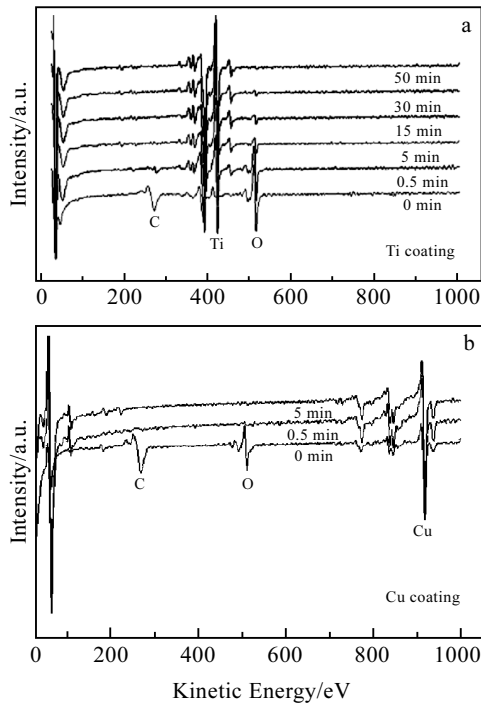 a
Intensity/a.u.
50 min
30 min
15 min
5 min
0.5 min
0 min
C
Ti
O
Ti coating
0 200 400 600 800 1000
b
Intensity/a.u.
5 min
0.5 min
0 min
C
O
Cu
Cu coating
0 200 400 600 800 1000
Kinetic Energy/eV